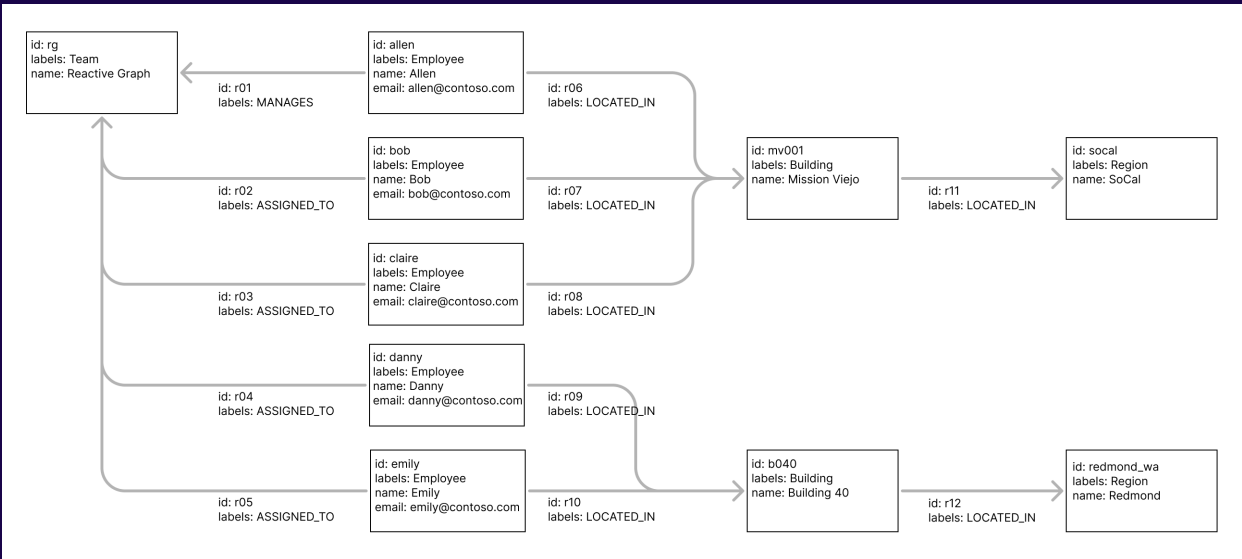 id: rg
labels: Team
name: Reactive Graph
id: r01
labels: MANAGES
id: allen
labels: Employee
name: Allen
email: allen@contoso.com
id: r06
labels: LOCATED_IN
id: r02
labels: ASSIGNED_TO
id: bob
labels: Employee
name: Bob
email: bob@contoso.com
id: r07
labels: LOCATED_IN
id: mv001
labels: Building
name: Mission Viejo
id: r11
labels: LOCATED_IN
id: socal
labels: Region
name: SoCal
id: r03
labels: ASSIGNED_TO
id: claire
labels: Employee
name: Claire
email: claire@contoso.com
id: r08
labels: LOCATED_IN
id: r04
labels: ASSIGNED_TO
id: danny
labels: Employee
name: Danny
email: danny@contoso.com
id: r09
labels: LOCATED_IN
id: r05
labels: ASSIGNED_TO
id: emily
labels: Employee
name: Emily
email: emily@contoso.com
id: r10
labels: LOCATED_IN
id: b040
labels: Building
name: Building 40
id: r12
labels: LOCATED_IN
id: redmond_wa
labels: Region
name: Redmond